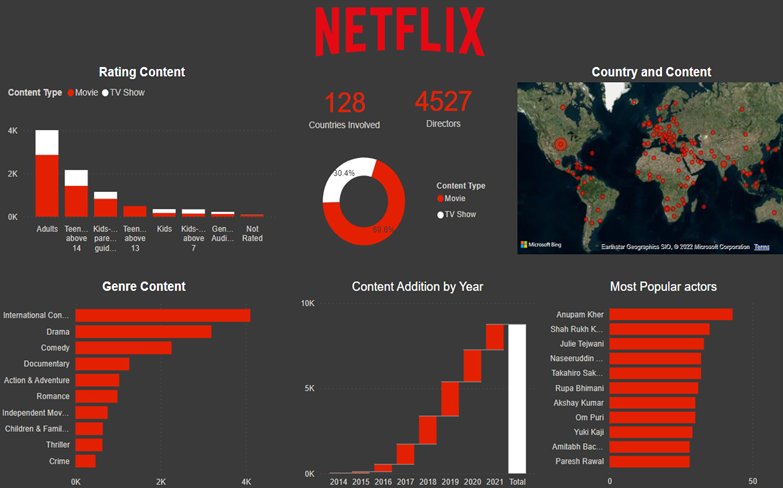 NETFLIX
Rating Content
Content Type Movie TV Show
4K
2K
0K
Adults
Teen... above 14
Kids-... pare... guid...
Teen... above 13
Kids
Kids-... above 7
Gen... Audi...
Not Rated
128
Countries Involved
4527
Directors
30.4%
69.6%
Content Type
Movie
TV Show
Country and Content
Microsoft Bing
Earthstar Geographics SIO, © 2022 Microsoft Corporation Terms
Genre Content
International Con...
Drama
Comedy
Documentary
Action & Adventure
Romance
Independent Mov...
Children & Famil...
Thriller
Crime
0K 2K 4K
Content Addition by Year
10K
5K
0K
2014 2015 2016 2017 2018 2019 2020 2021 Total
Most Popular actors
Anupam Kher
Shah Rukh K...
Julie Tejwani
Naseeruddin ...
Takahiro Sak...
Rupa Bhimani
Akshay Kumar
Om Puri
Yuki Kaji
Amitabh Bac...
Paresh Rawal
0 50